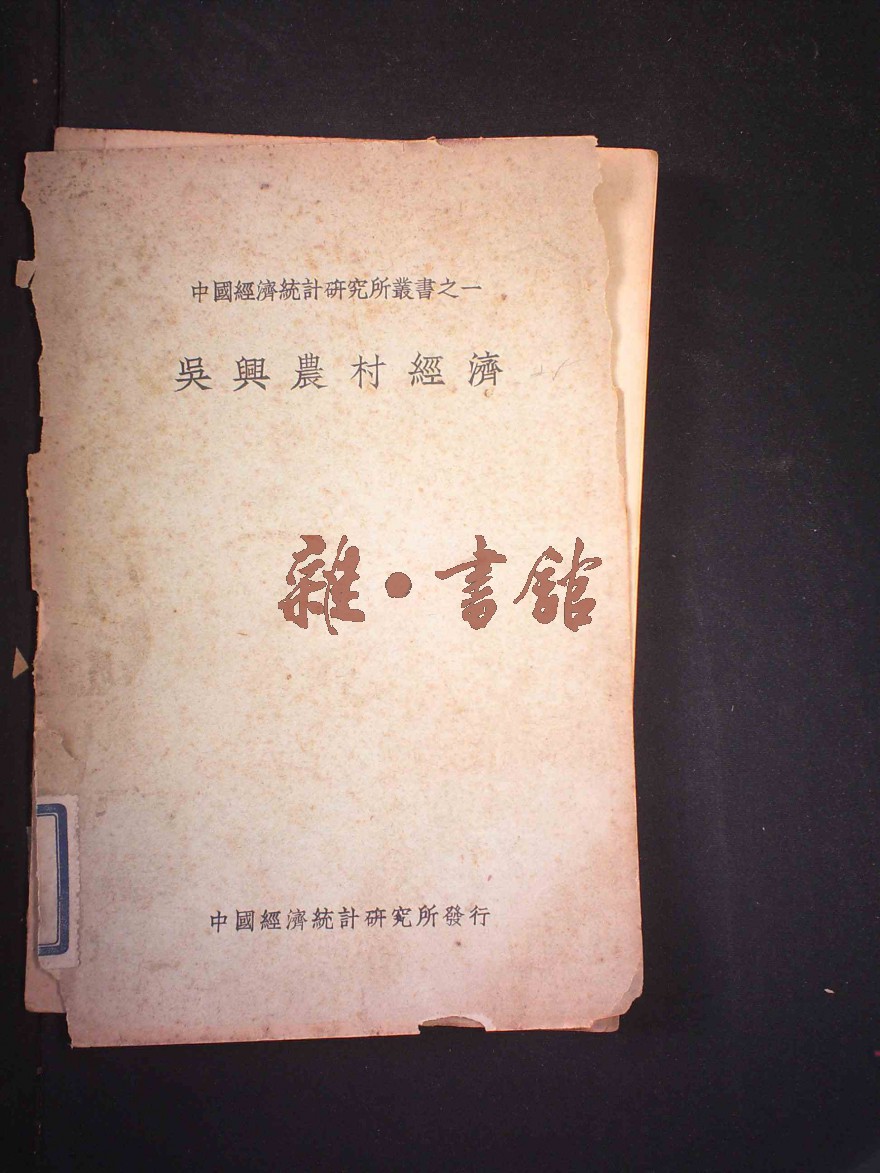 中國經濟統計研究所叢書之一
吳興農村經濟
雜·書館
中國經濟統計研究所發行